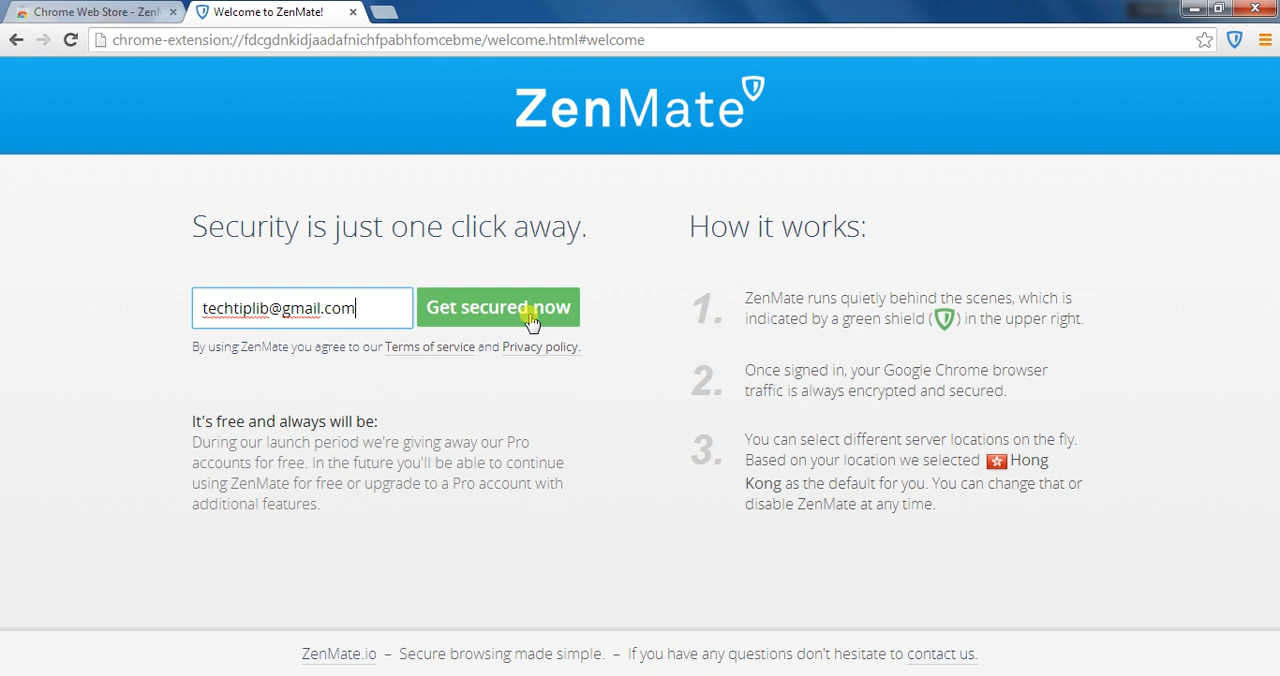 Chrome Web Store - Zen
Welcome to ZenMate!
chrome-extension://fdcgdnkidjaadafnichfpabhfomcebme/welcome.html#welcome
ZenMate
Security is just one click away.
techtiplib@gmail.com
Get secured now
By using ZenMate you agree to our Terms of service and Privacy policy.
It's free and always will be:
During our launch period we're giving away our Pro
accounts for free. In the future you'll be able to continue
using ZenMate for free or upgrade to a Pro account with
additional features.
How it works:
1. ZenMate runs quietly behind the scenes, which is
indicated by a green shield ( ) in the upper right.
2. Once signed in, your Google Chrome browser
traffic is always encrypted and secured.
3. You can select different server locations on the fly.
Based on your location we selected Hong
Kong as the default for you. You can change that or
disable ZenMate at any time.
ZenMate.io – Secure browsing made simple. – If you have any questions don't hesitate to contact us.